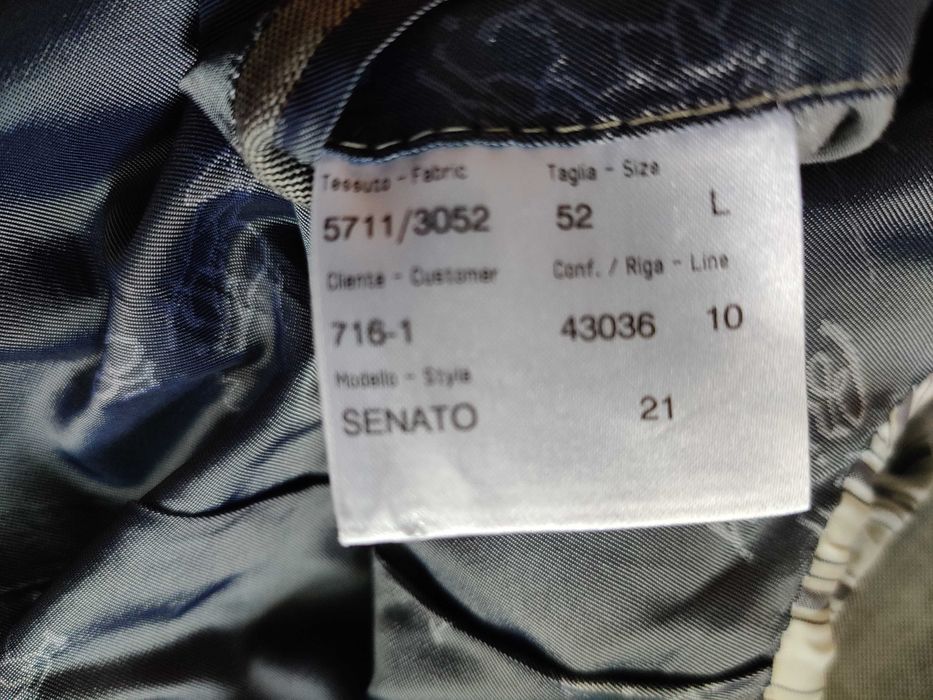 Tessuto - Fabric Taglia - Size
5711/3052 52 L
Cliente - Customer Conf. / Riga - Line
716-1 43036 10
Modello - Style
SENATO 21